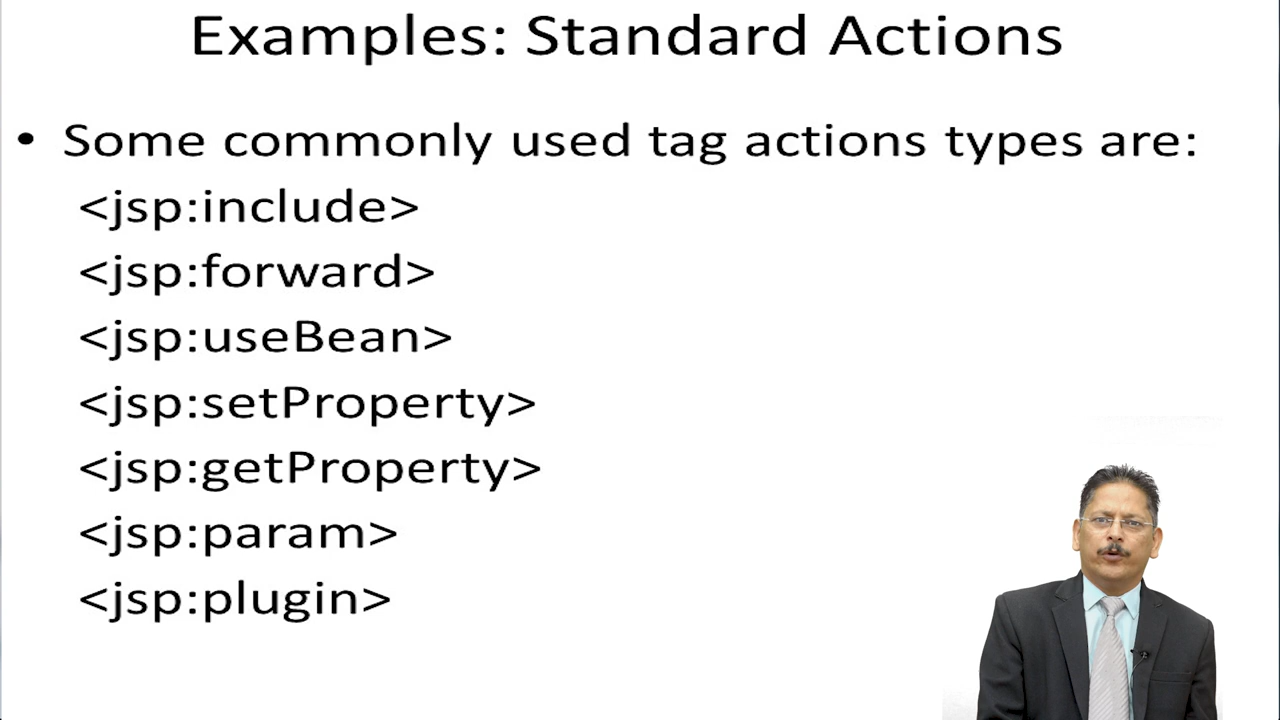 Examples: Standard Actions
• Some commonly used tag actions types are:
<jsp:include>
<jsp:forward>
<jsp:useBean>
<jsp:setProperty>
<jsp:getProperty>
<jsp:param>
<jsp:plugin>